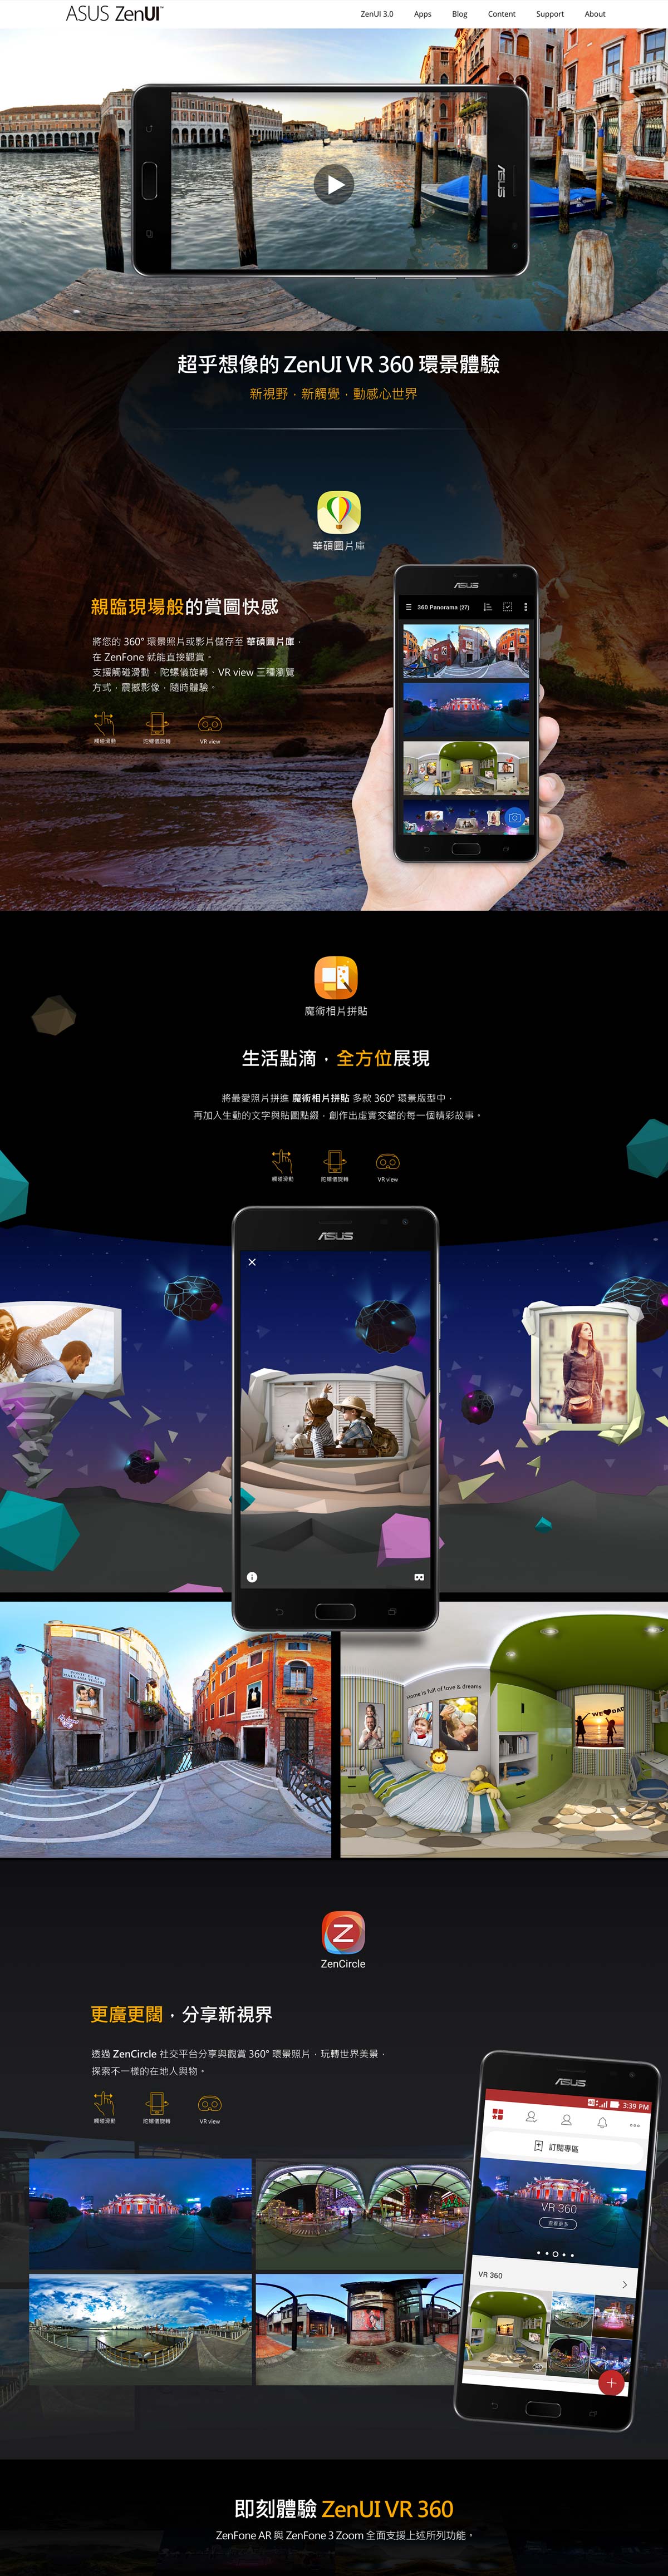 ASUS ZenUI™
ZenUI 3.0 Apps Blog Content Support About
ASUS
超乎想像的 ZenUI VR 360 環景體驗
新視野，新觸覺，動感心世界
華碩圖片庫
親臨現場般的賞圖快感
將您的 360° 環景照片或影片儲存至 華碩圖片庫，
在 ZenFone 就能直接觀賞。
支援觸碰滑動，陀螺儀旋轉、VR view 三種瀏覽
方式，震撼影像，隨時體驗。
觸碰滑動 陀螺儀旋轉 VR view
ASUS
360 Panorama (27)
魔術相片拼貼
生活點滴，全方位展現
將最愛照片拼進 魔術相片拼貼 多款 360° 環景版型中，
再加入生動的文字與貼圖點綴，創作出虛實交錯的每一個精彩故事。
觸碰滑動 陀螺儀旋轉 VR view
ASUS
Home is full of love & dreams
WE DAD
ZenCircle
更廣更闊，分享新視界
透過 ZenCircle 社交平台分享與觀賞 360° 環景照片，玩轉世界美景，
探索不一樣的在地人與物。
觸碰滑動 陀螺儀旋轉 VR view
ASUS
4G 3:39 PM
訂閱專區
VR 360
查看更多
VR 360
即刻體驗 ZenUI VR 360
ZenFone AR 與 ZenFone 3 Zoom 全面支援上述所列功能。